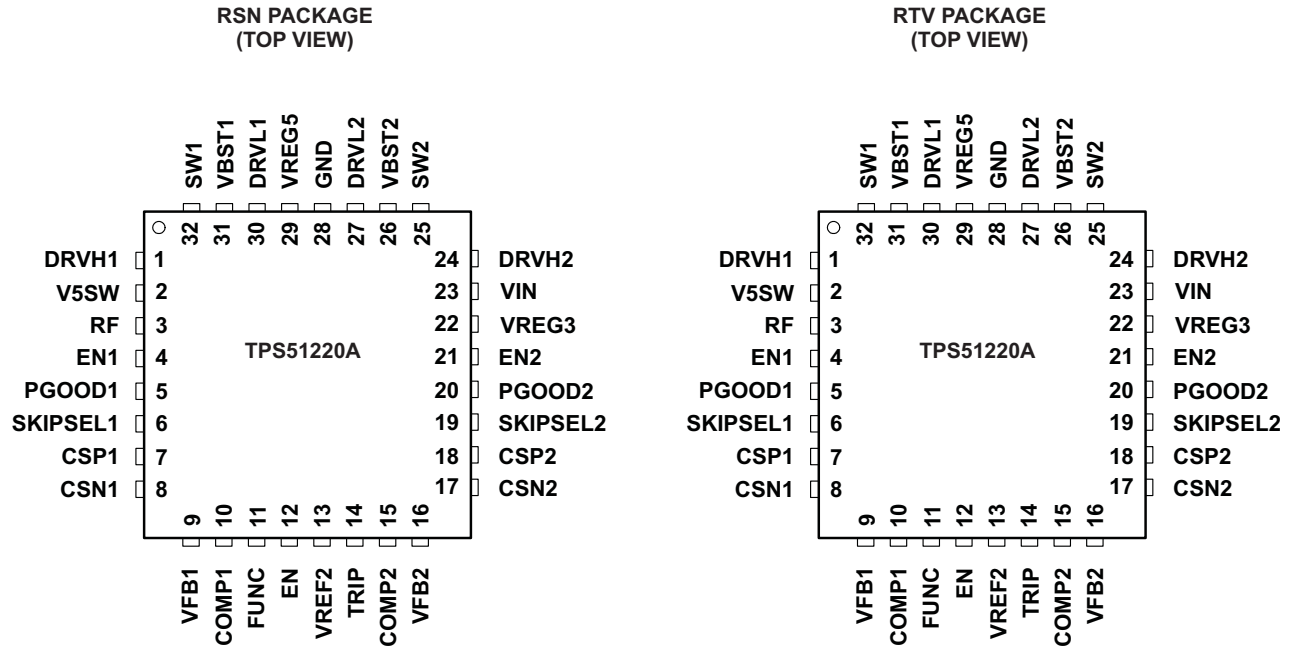 RSN PACKAGE
(TOP VIEW)
SW1
VBST1
DRVL1
VREG5
GND
DRVL2
VBST2
SW2
32
31
30
29
28
27
26
25
DRVH1 1
V5SW 2
RF 3
EN1 4
PGOOD1 5
SKIPSEL1 6
CSP1 7
CSN1 8
TPS51220A
24 DRVH2
23 VIN
22 VREG3
21 EN2
20 PGOOD2
19 SKIPSEL2
18 CSP2
17 CSN2
9
10
11
12
13
14
15
16
VFB1
COMP1
FUNC
EN
VREF2
TRIP
COMP2
VFB2
RTV PACKAGE
(TOP VIEW)
SW1
VBST1
DRVL1
VREG5
GND
DRVL2
VBST2
SW2
32
31
30
29
28
27
26
25
DRVH1 1
V5SW 2
RF 3
EN1 4
PGOOD1 5
SKIPSEL1 6
CSP1 7
CSN1 8
TPS51220A
24 DRVH2
23 VIN
22 VREG3
21 EN2
20 PGOOD2
19 SKIPSEL2
18 CSP2
17 CSN2
9
10
11
12
13
14
15
16
VFB1
COMP1
FUNC
EN
VREF2
TRIP
COMP2
VFB2